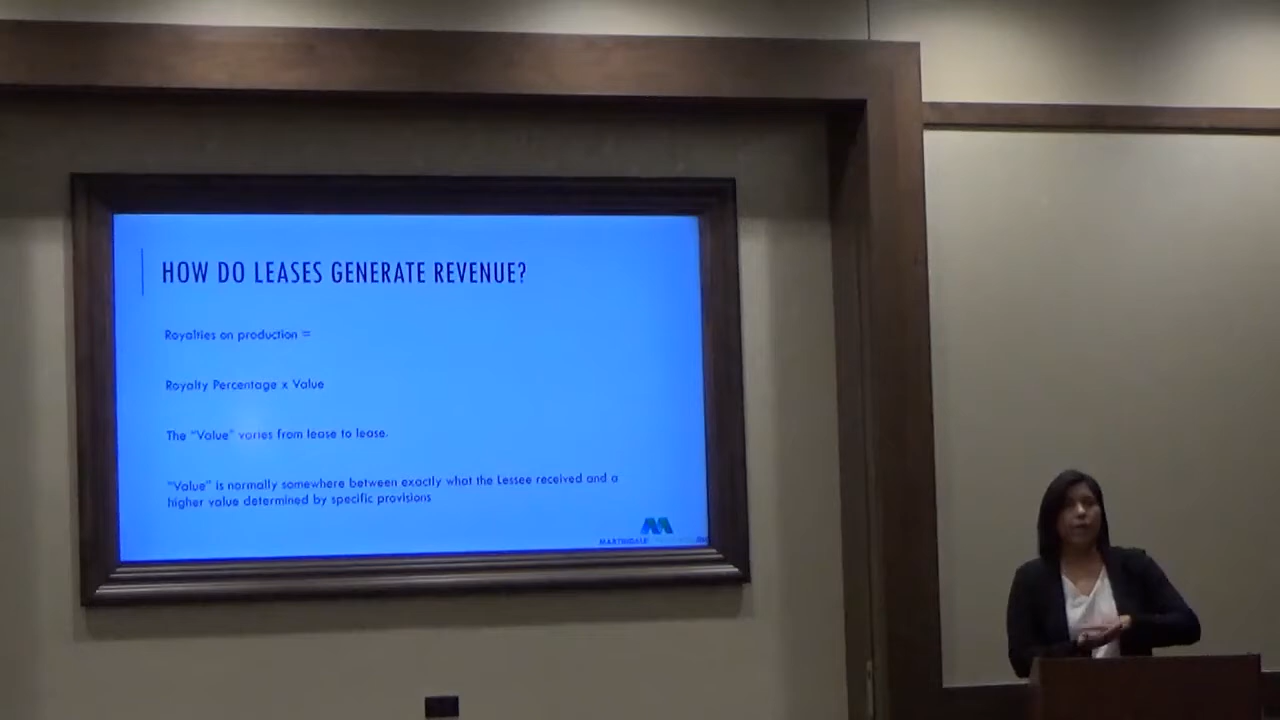 HOW DO LEASES GENERATE REVENUE?
Royalties on production =
Royalty Percentage x Value
The "Value" varies from lease to lease.
"Value" is normally somewhere between exactly what the Lessee received and a
higher value determined by specific provisions
MARTINDALE